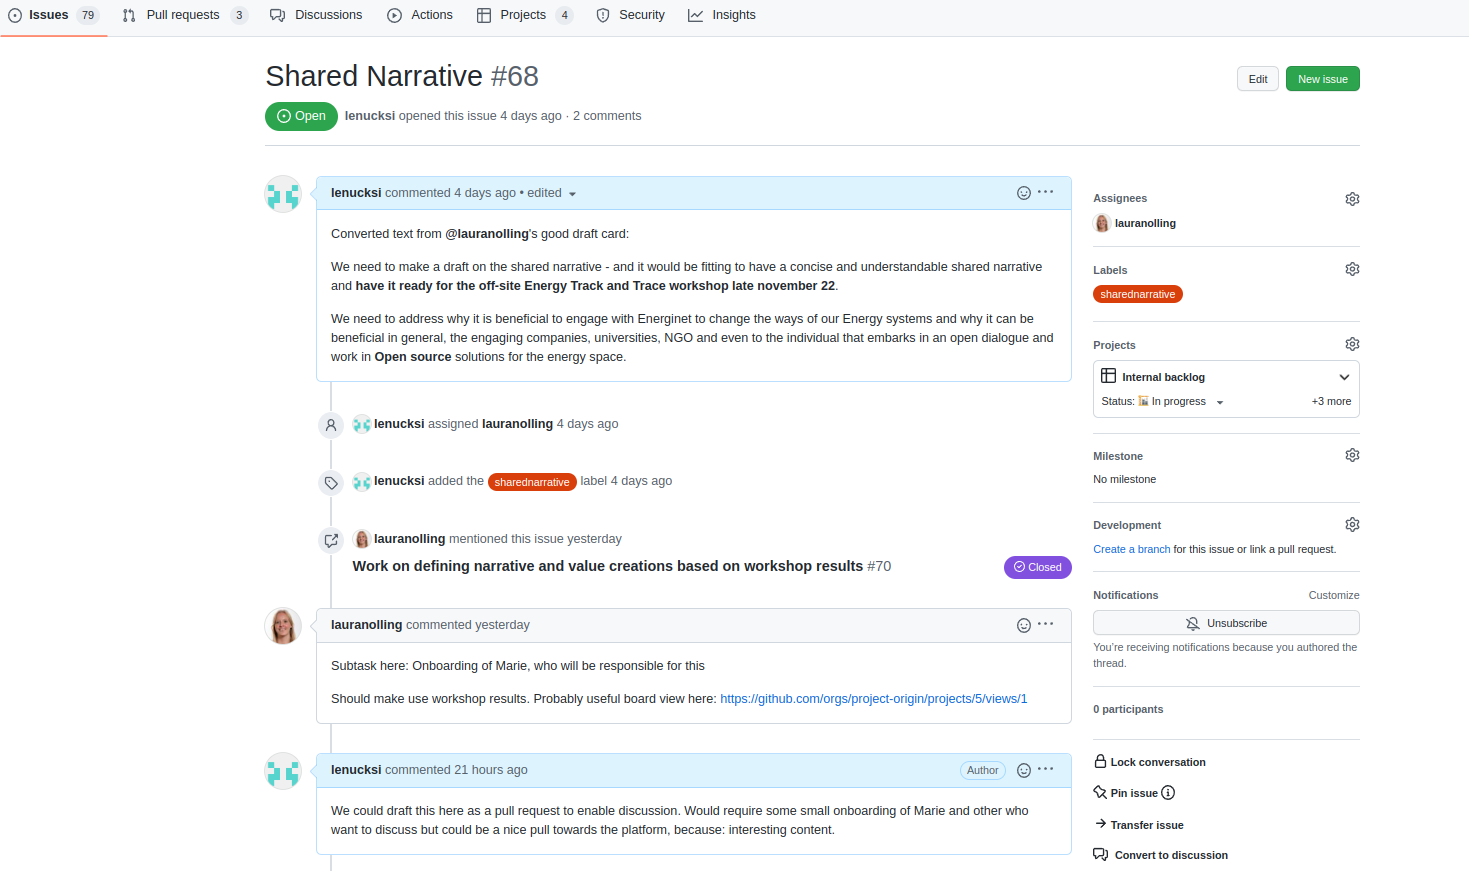 Issues 79 Pull requests 3 Discussions Actions Projects 4 Security Insights
Shared Narrative #68
Edit New issue
Open lenucksi opened this issue 4 days ago · 2 comments
lenucksi commented 4 days ago • edited
Converted text from @lauranolling's good draft card:
We need to make a draft on the shared narrative - and it would be fitting to have a concise and understandable shared narrative
and have it ready for the off-site Energy Track and Trace workshop late november 22.
We need to address why it is beneficial to engage with Energinet to change the ways of our Energy systems and why it can be
beneficial in general, the engaging companies, universities, NGO and even to the individual that embarks in an open dialogue and
work in Open source solutions for the energy space.
lenucksi assigned lauranolling 4 days ago
lenucksi added the sharednarrative label 4 days ago
lauranolling mentioned this issue yesterday
Work on defining narrative and value creations based on workshop results #70
Closed
lauranolling commented yesterday
Subtask here: Onboarding of Marie, who will be responsible for this
Should make use workshop results. Probably useful board view here: https://github.com/orgs/project-origin/projects/5/views/1
lenucksi commented 21 hours ago
Author
We could draft this here as a pull request to enable discussion. Would require some small onboarding of Marie and other who
want to discuss but could be a nice pull towards the platform, because: interesting content.
Assignees
lauranolling
Labels
sharednarrative
Projects
Internal backlog
Status: In progress +3 more
Milestone
No milestone
Development
Create a branch for this issue or link a pull request.
Notifications Customize
Unsubscribe
You're receiving notifications because you authored the
thread.
0 participants
Lock conversation
Pin issue
Transfer issue
Convert to discussion